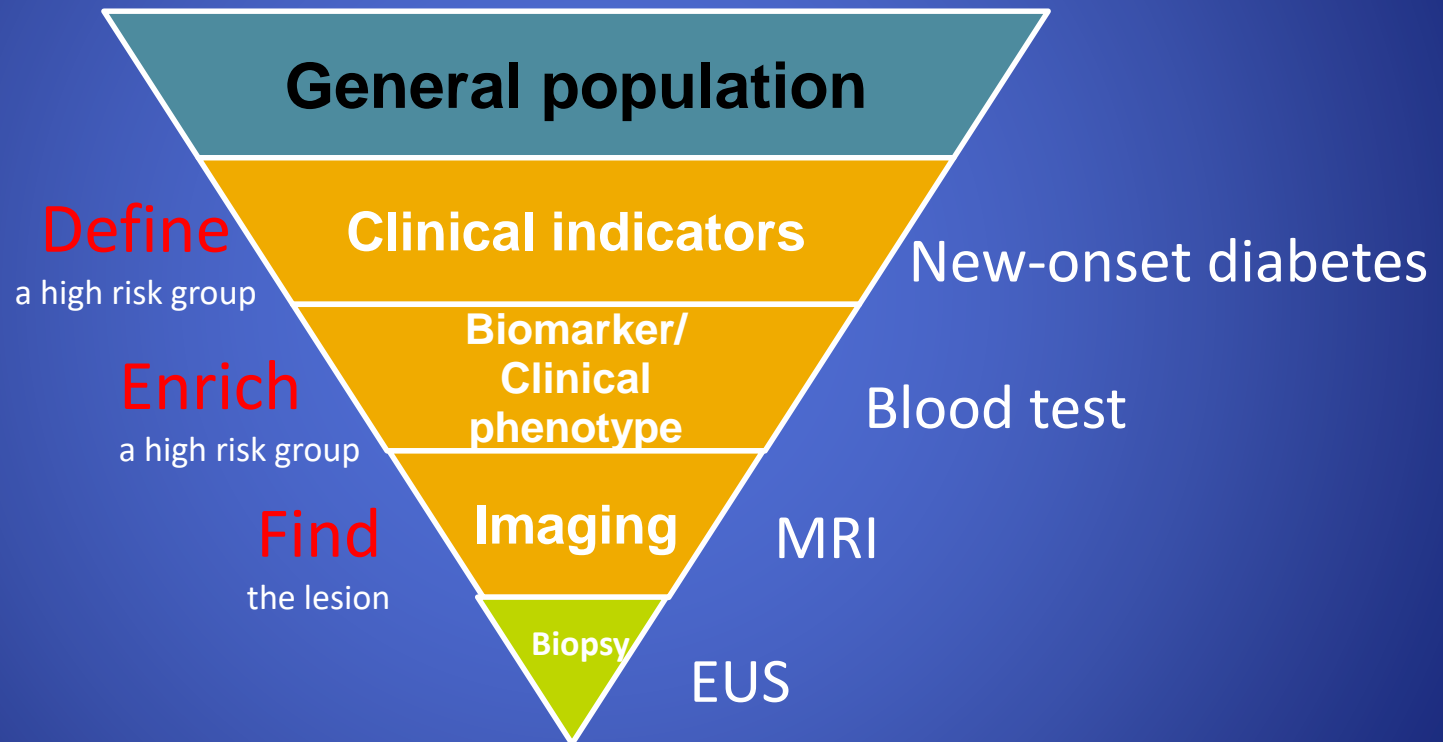 General population
Define
a high risk group
Clinical indicators
New-onset diabetes
Enrich
a high risk group
Biomarker/
Clinical
phenotype
Blood test
Find
the lesion
Imaging
MRI
Biopsy
EUS